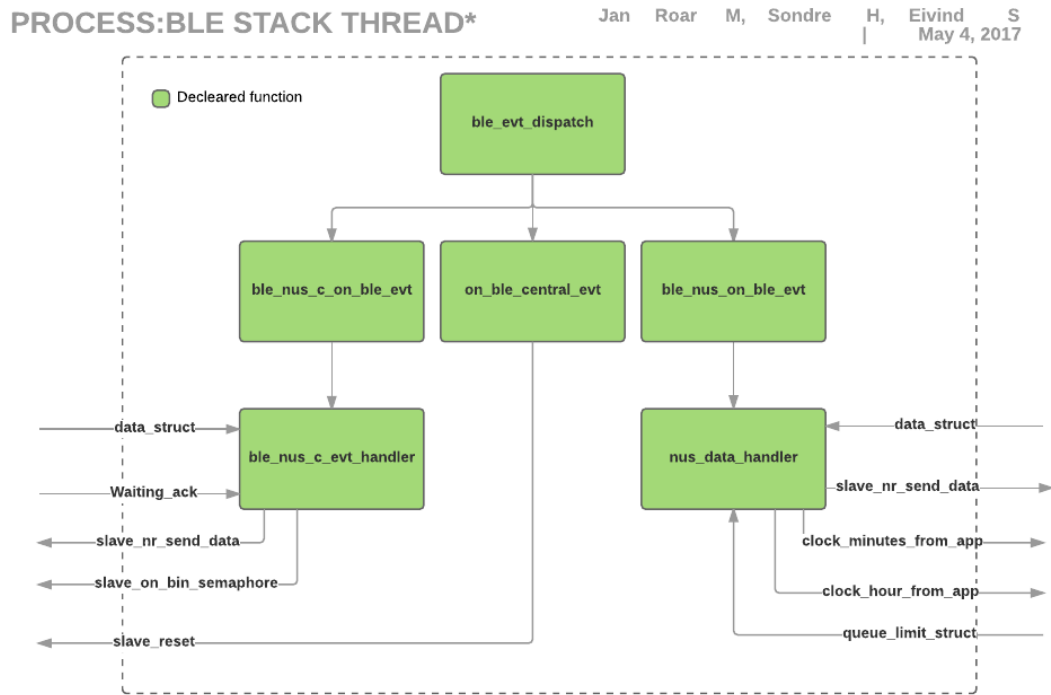 PROCESS:BLE STACK THREAD*
Jan Roar M, Sondre H, Eivind S
| May 4, 2017
Decleared function
ble_evt_dispatch
ble_nus_c_on_ble_evt
on_ble_central_evt
ble_nus_on_ble_evt
data_struct
data_struct
ble_nus_c_evt_handler
nus_data_handler
Waiting_ack
slave_nr_send_data
slave_nr_send_data
clock_minutes_from_app
slave_on_bin_semaphore
clock_hour_from_app
slave_reset
queue_limit_struct